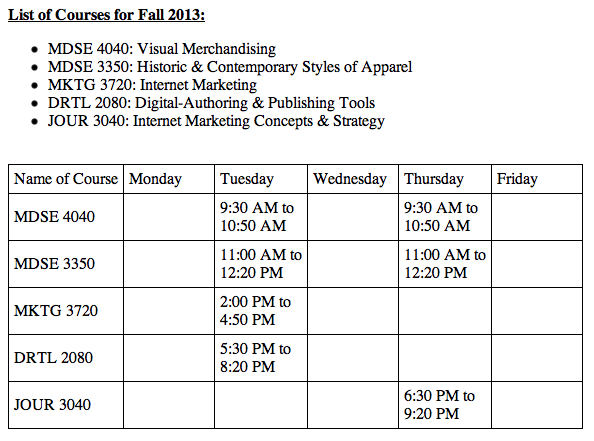 List of Courses for Fall 2013:
• MDSE 4040: Visual Merchandising
• MDSE 3350: Historic & Contemporary Styles of Apparel
• MKTG 3720: Internet Marketing
• DRTL 2080: Digital-Authoring & Publishing Tools
• JOUR 3040: Internet Marketing Concepts & Strategy
Name of Course Monday Tuesday Wednesday Thursday Friday
MDSE 4040 9:30 AM to 10:50 AM 9:30 AM to 10:50 AM
MDSE 3350 11:00 AM to 12:20 PM 11:00 AM to 12:20 PM
MKTG 3720 2:00 PM to 4:50 PM
DRTL 2080 5:30 PM to 8:20 PM
JOUR 3040 6:30 PM to 9:20 PM